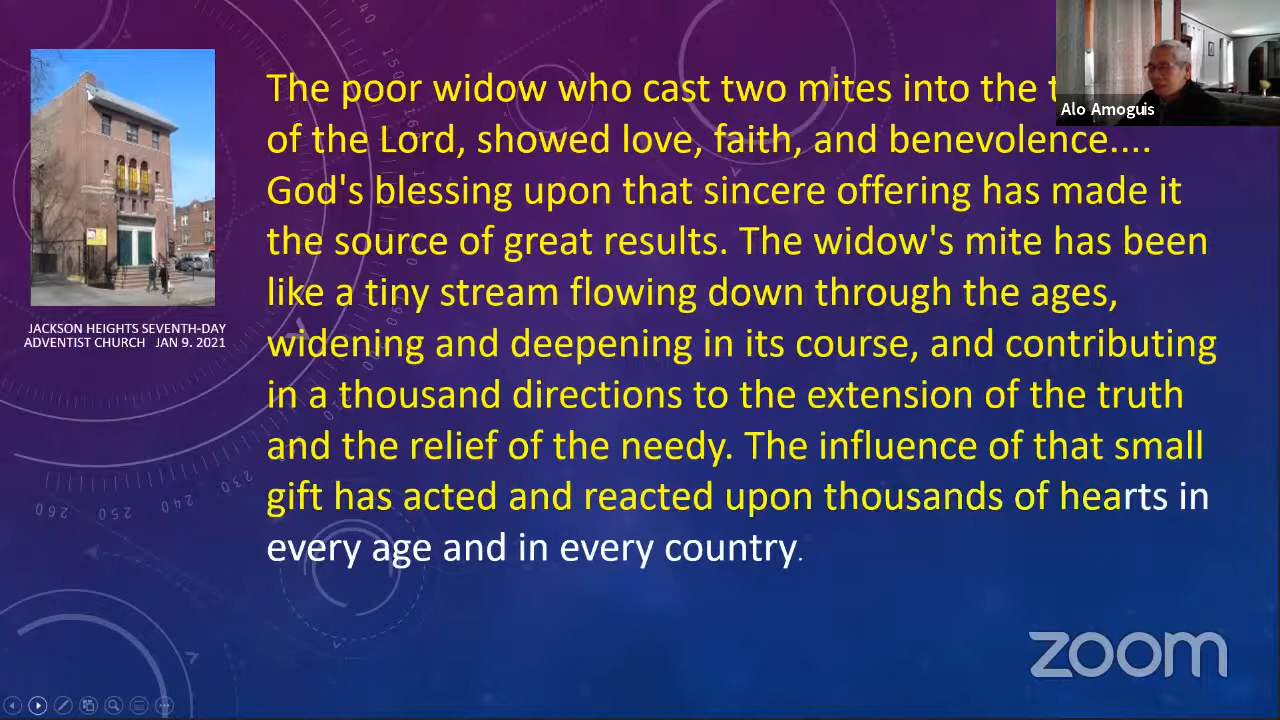 The poor widow who cast two mites into the
of the Lord, showed love, faith, and benevolence....
God's blessing upon that sincere offering has made it
the source of great results. The widow's mite has been
like a tiny stream flowing down through the ages,
widening and deepening in its course, and contributing
in a thousand directions to the extension of the truth
and the relief of the needy. The influence of that small
gift has acted and reacted upon thousands of hearts in
every age and in every country.
Alo Amoguis
JACKSON HEIGHTS SEVENTH-DAY
ADVENTIST CHURCH JAN 9. 2021
260 250 240 230
zoom